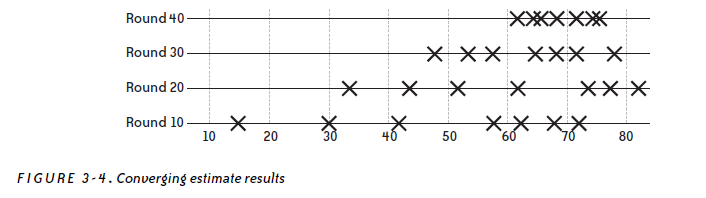 Round 40
Round 30
Round 20
Round 10
10 20 30 40 50 60 70 80
FIGURE 3-4. Converging estimate results